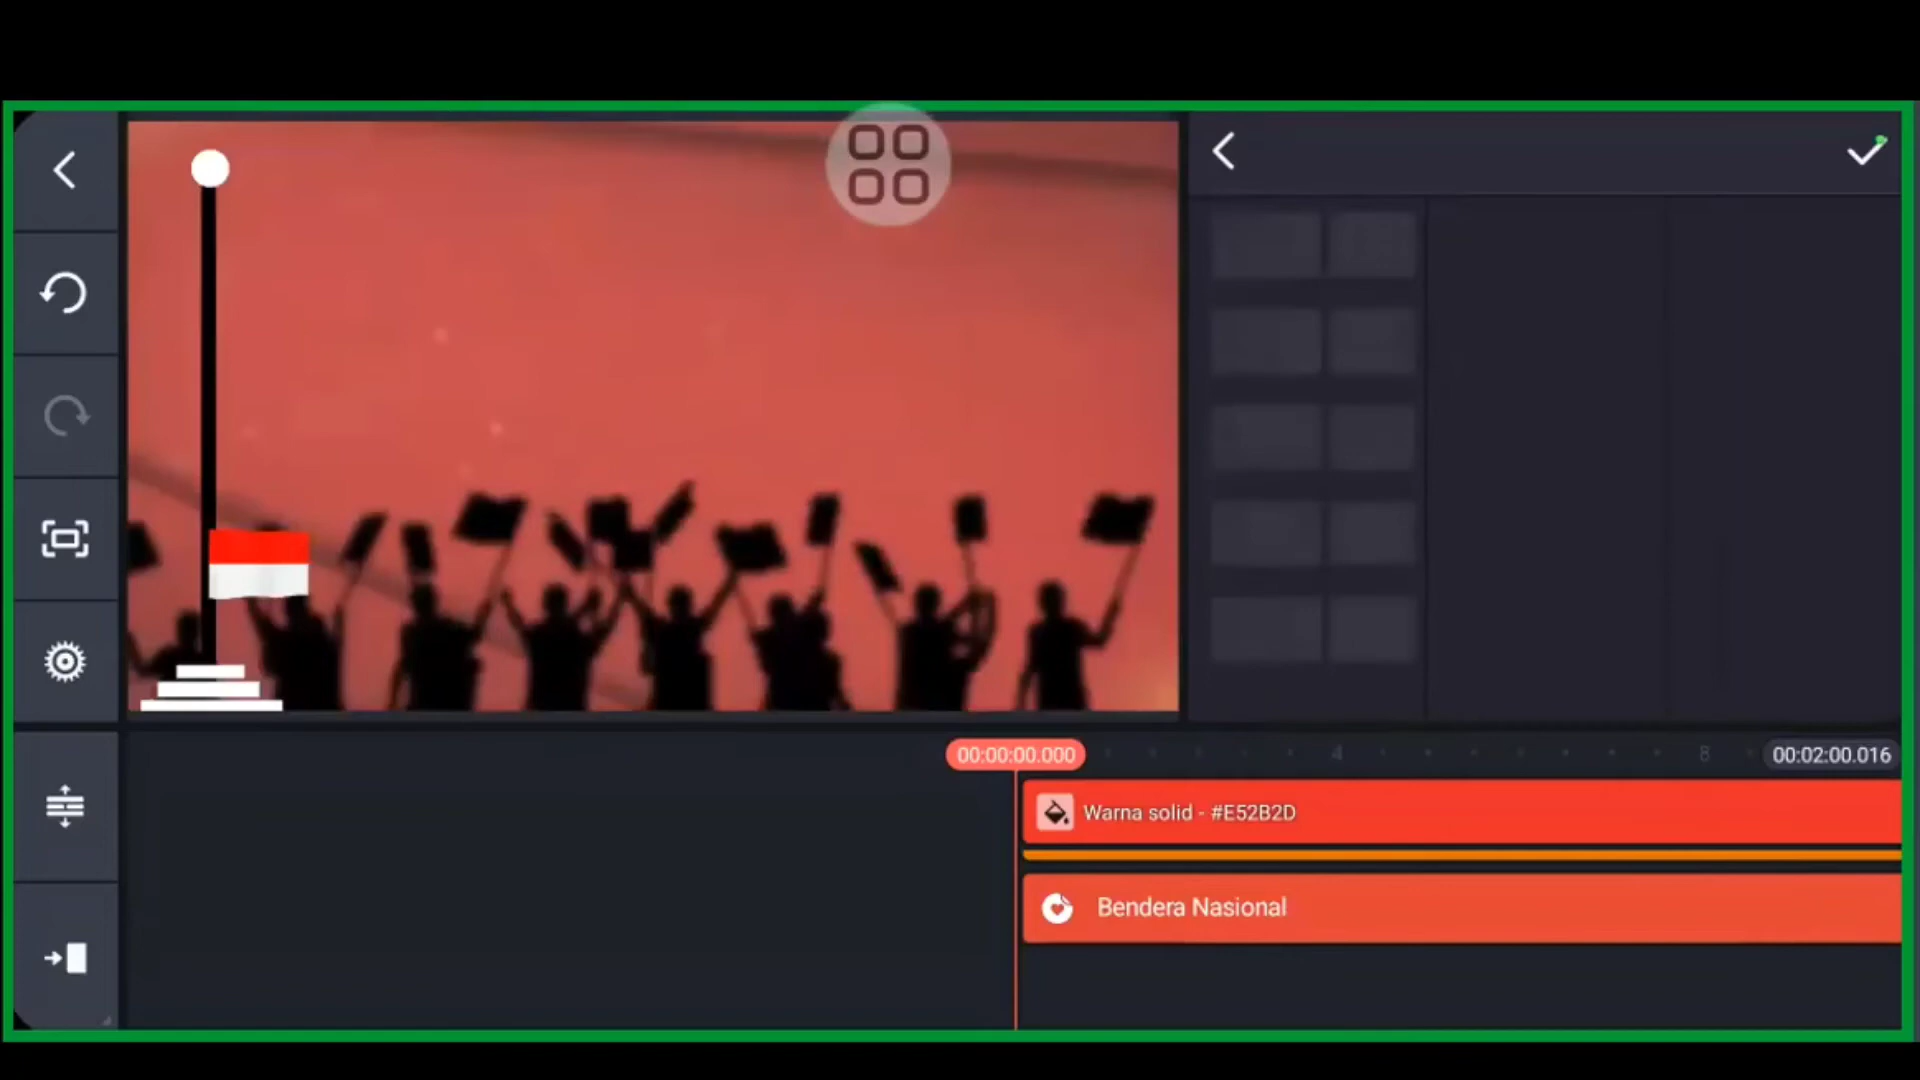 00:00:00.000
4
8
00:02:00.016
Warna solid - #E52B2D
Bendera Nasional